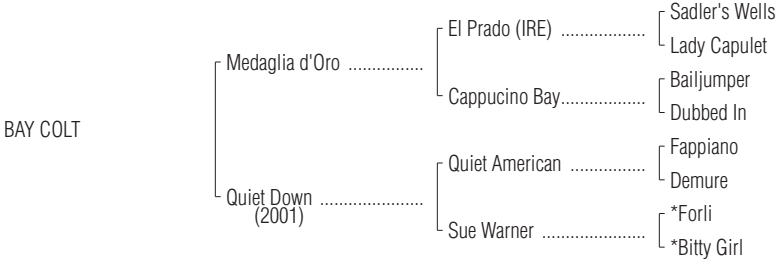 Sadler's Wells
El Prado (IRE) ..................
Lady Capulet
Medaglia d'Oro ................
Bailjumper
Cappucino Bay..................
Dubbed In
BAY COLT
Fappiano
Quiet American ................
Demure
Quiet Down ......................
(2001)
*Forli
Sue Warner ......................
*Bitty Girl